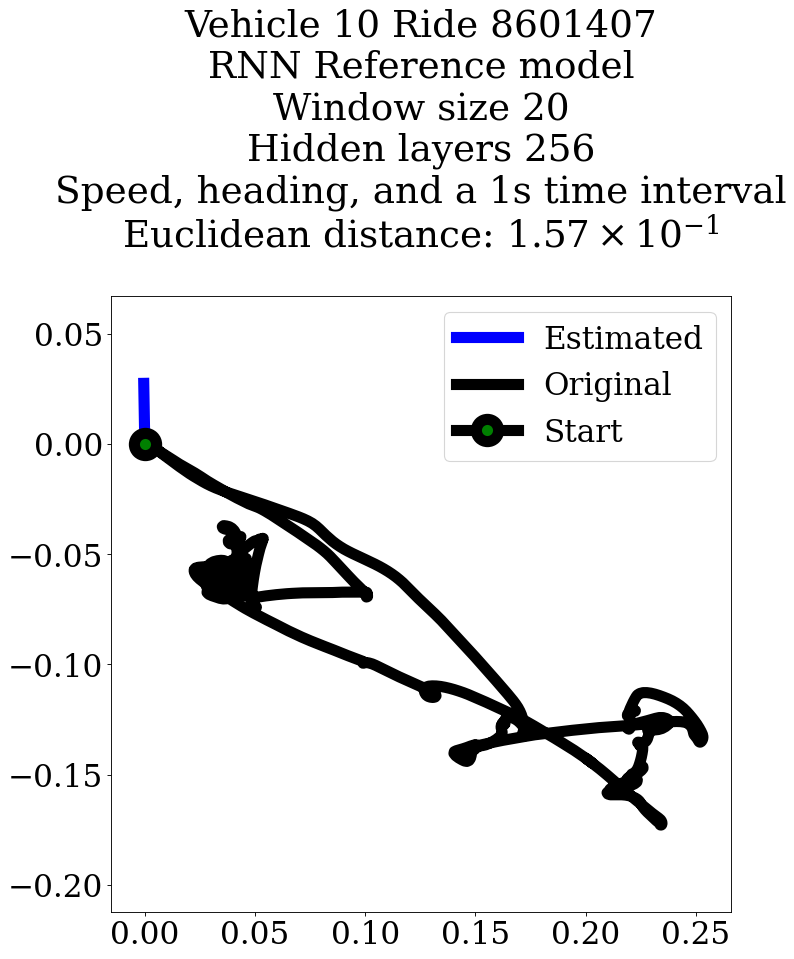 Vehicle 10 Ride 8601407
RNN Reference model
Window size 20
Hidden layers 256
Speed, heading, and a 1s time interval
Euclidean distance: 1.57 × 10⁻¹
Estimated
Original
Start
0.05
0.00
−0.05
−0.10
−0.15
−0.20
0.00 0.05 0.10 0.15 0.20 0.25